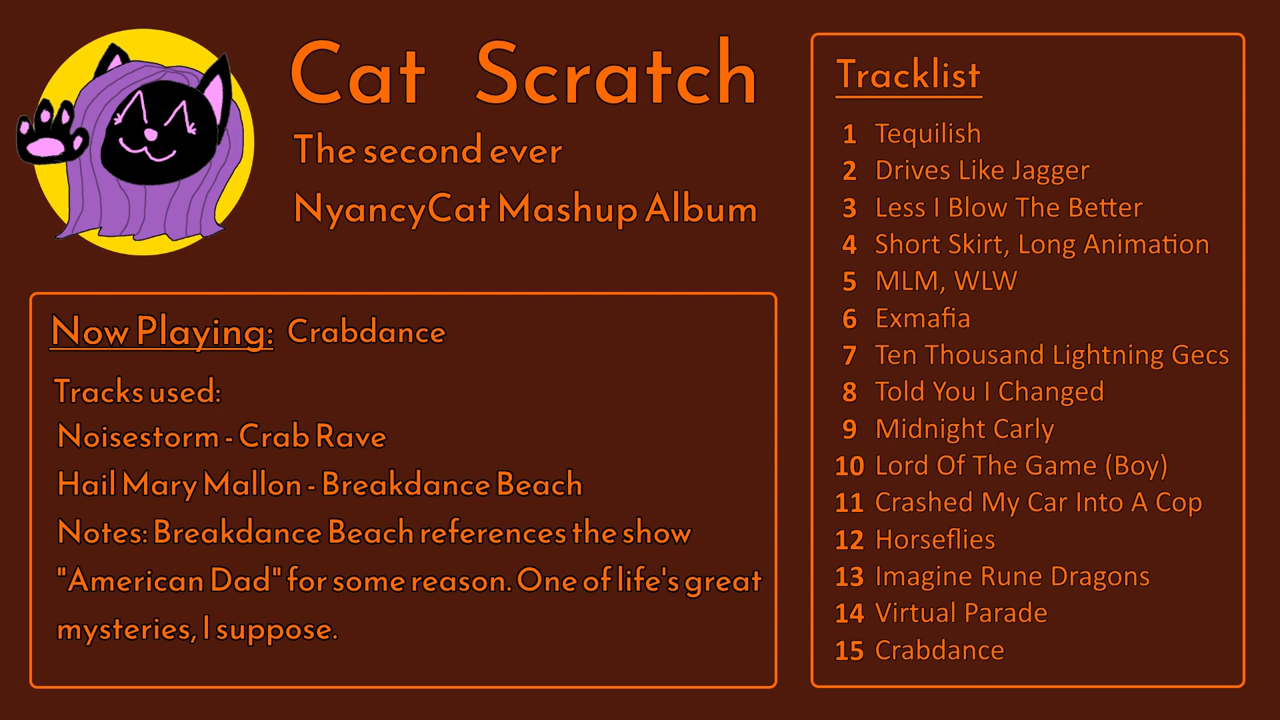 Cat Scratch
The second ever
NyancyCat Mashup Album
Now Playing: Crabdance
Tracks used:
Noisestorm - Crab Rave
Hail Mary Mallon - Breakdance Beach
Notes: Breakdance Beach references the show
"American Dad" for some reason. One of life's great
mysteries, I suppose.
Tracklist
1 Tequilish
2 Drives Like Jagger
3 Less I Blow The Better
4 Short Skirt, Long Animation
5 MLM, WLW
6 Exmafia
7 Ten Thousand Lightning Gecs
8 Told You I Changed
9 Midnight Carly
10 Lord Of The Game (Boy)
11 Crashed My Car Into A Cop
12 Horseflies
13 Imagine Rune Dragons
14 Virtual Parade
15 Crabdance